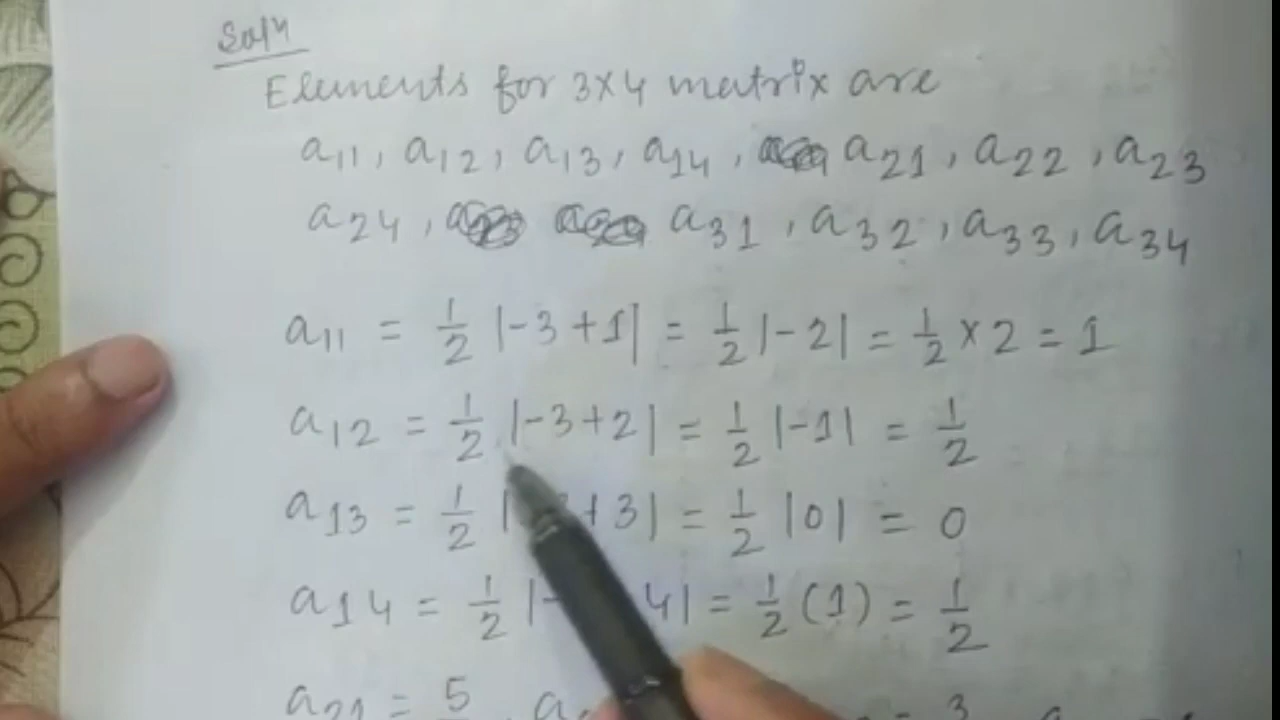 Soln
Elements for 3×4 matrix are
a11, a12, a13, a14, a21, a22, a23
a24, a31, a32, a33, a34
a11 = 1/2 |-3+1| = 1/2 |-2| = 1/2 × 2 = 1
a12 = 1/2 |-3+2| = 1/2 |-1| = 1/2
a13 = 1/2 | +3| = 1/2 |0| = 0
a14 = 1/2 |- 4| = 1/2 (1) = 1/2
a21 = 5